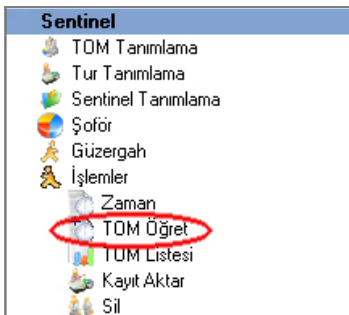 Sentinel
TOM Tanımlama
Tur Tanımlama
Sentinel Tanımlama
Şoför
Güzergah
İşlemler
Zaman
TOM Öğret
TOM Listesi
Kayıt Aktar
Sil